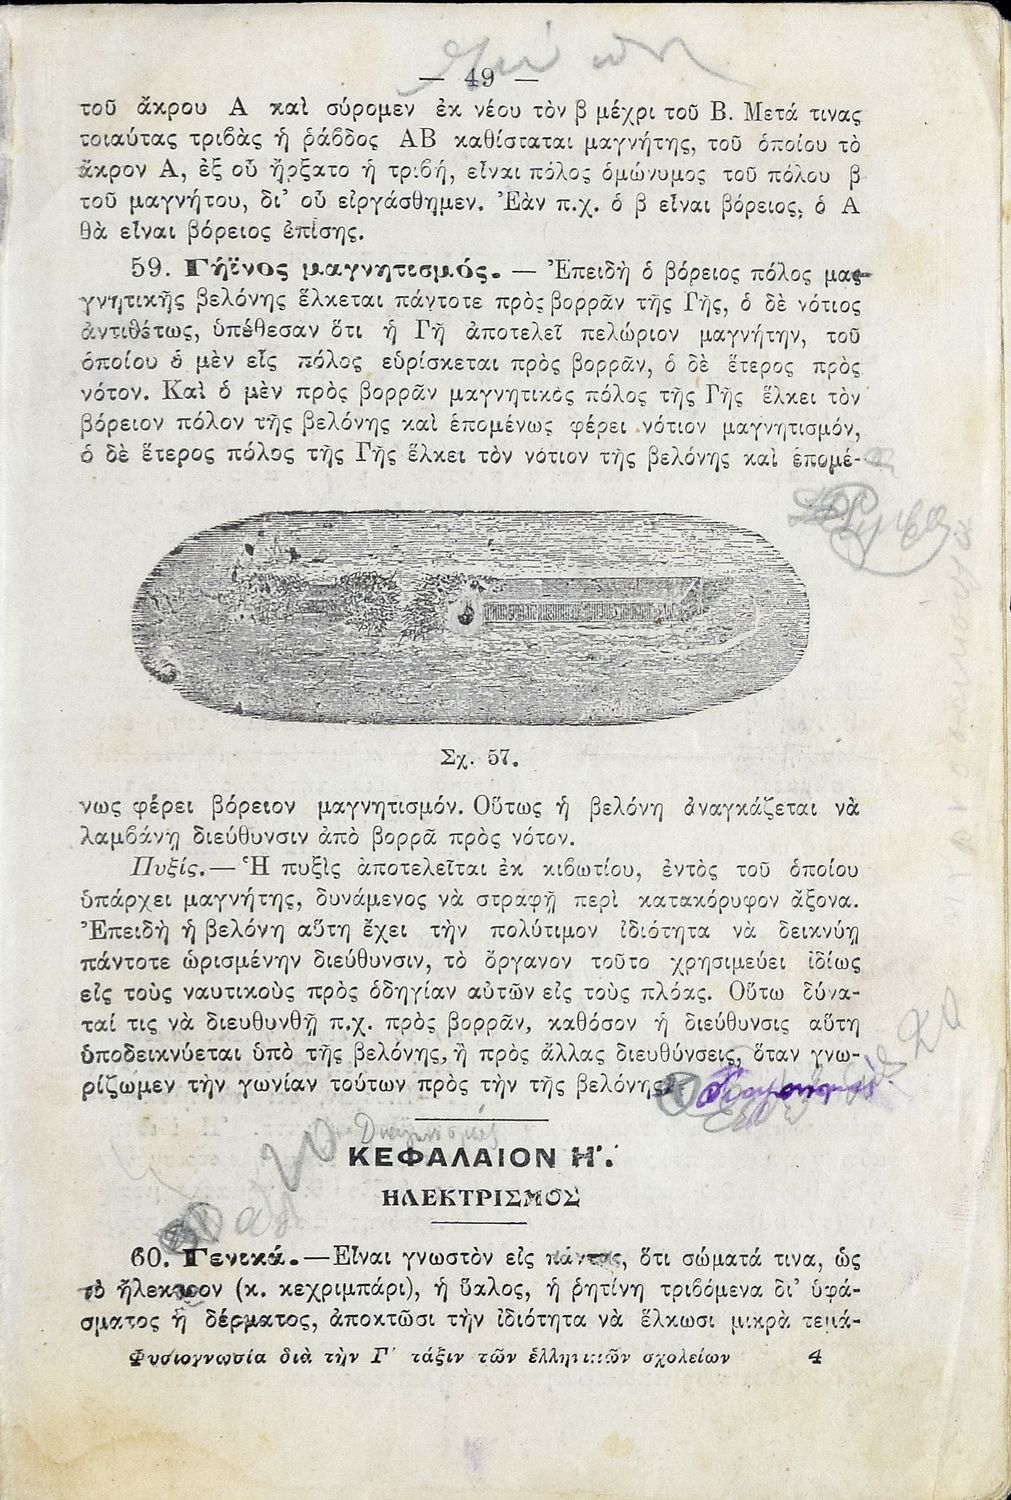 — 49 —
τοῦ ἄκρου Α καὶ σύρομεν ἐκ νέου τὸν β μέχρι τοῦ Β. Μετά τινας
τοιαύτας τριβὰς ἡ ῥάβδος ΑΒ καθίσταται μαγνήτης, τοῦ ὁποίου τὸ
ἄκρον Α, ἐξ οὗ ἤρξατο ἡ τριβή, εἶναι πόλος ὁμώνυμος τοῦ πόλου β
τοῦ μαγνήτου, δι' οὗ εἰργάσθημεν. Ἐὰν π.χ. ὁ β εἶναι βόρειος, ὁ Α
θὰ εἶναι βόρειος ἐπίσης.
59. Γήϊνος μαγνητισμός. — Ἐπειδὴ ὁ βόρειος πόλος μα-
γνητικῆς βελόνης ἕλκεται πάντοτε πρὸς βορρᾶν τῆς Γῆς, ὁ δὲ νότιος
ἀντιθέτως, ὑπέθεσαν ὅτι ἡ Γῆ ἀποτελεῖ πελώριον μαγνήτην, τοῦ
ὁποίου ὁ μὲν εἷς πόλος εὑρίσκεται πρὸς βορρᾶν, ὁ δὲ ἕτερος πρὸς
νότον. Καὶ ὁ μὲν πρὸς βορρᾶν μαγνητικὸς πόλος τῆς Γῆς ἕλκει τὸν
βόρειον πόλον τῆς βελόνης καὶ ἑπομένως φέρει νότιον μαγνητισμόν,
ὁ δὲ ἕτερος πόλος τῆς Γῆς ἕλκει τὸν νότιον τῆς βελόνης καὶ ἑπομέ-
Σχ. 57.
νως φέρει βόρειον μαγνητισμόν. Οὕτως ἡ βελόνη ἀναγκάζεται νὰ
λαμβάνῃ διεύθυνσιν ἀπὸ βορρᾶ πρὸς νότον.
Πυξίς.— Ἡ πυξὶς ἀποτελεῖται ἐκ κιβωτίου, ἐντὸς τοῦ ὁποίου
ὑπάρχει μαγνήτης, δυνάμενος νὰ στραφῇ περὶ κατακόρυφον ἄξονα.
Ἐπειδὴ ἡ βελόνη αὕτη ἔχει τὴν πολύτιμον ἰδιότητα νὰ δεικνύῃ
πάντοτε ὡρισμένην διεύθυνσιν, τὸ ὄργανον τοῦτο χρησιμεύει ἰδίως
εἰς τοὺς ναυτικοὺς πρὸς ὁδηγίαν αὐτῶν εἰς τοὺς πλόας. Οὕτω δύνα-
ταί τις νὰ διευθυνθῇ π.χ. πρὸς βορρᾶν, καθόσον ἡ διεύθυνσις αὕτη
ὑποδεικνύεται ὑπὸ τῆς βελόνης, ἢ πρὸς ἄλλας διευθύνσεις, ὅταν γνω-
ρίζωμεν τὴν γωνίαν τούτων πρὸς τὴν τῆς βελόνης.
ΚΕΦΑΛΑΙΟΝ Η'.
ΗΛΕΚΤΡΙΣΜΟΣ
60. Γενικά. — Εἶναι γνωστὸν εἰς πάντας, ὅτι σώματά τινα, ὡς
τὸ ἤλεκτρον (κ. κεχριμπάρι), ἡ ὕαλος, ἡ ῥητίνη τριβόμενα δι' ὑφά-
σματος ἢ δέρματος, ἀποκτῶσι τὴν ἰδιότητα νὰ ἕλκωσι μικρὰ τεμά-
Φυσιογνωσία διὰ τὴν Γ' τάξιν τῶν ἑλληνικῶν σχολείων 4